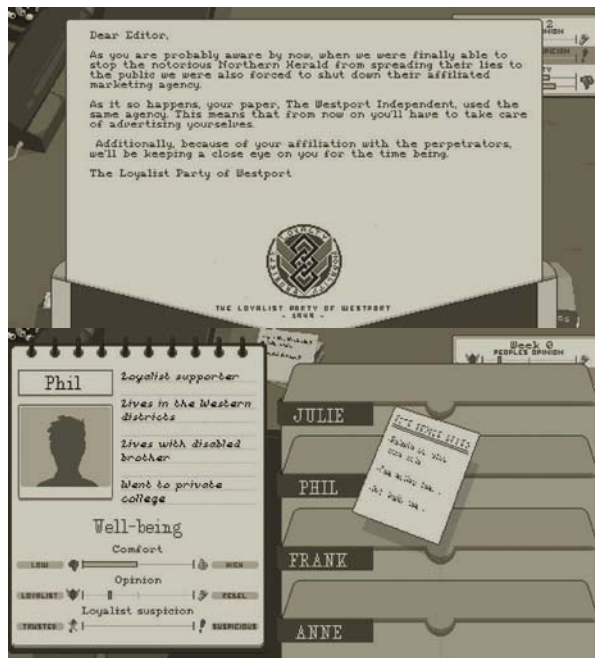 Dear Editor,
As you are probably aware by now, when we were finally able to
stop the notorious Northern Herald from spreading their lies to
the public we were also forced to shut down their affiliated
marketing agency.
As it so happens, your paper, The Westport Independent, used the
same agency. This means that from now on you'll have to take care
of advertising yourselves.
Additionally, because of your affiliation with the perpetrators,
we'll be keeping a close eye on you for the time being.
The Loyalist Party of Westport
THE LOYALIST PARTY OF WESTPORT
2
Week 0
PEOPLES OPINION
Phil
Loyalist supporter
Lives in the Western
districts
Lives with disabled
brother
Went to private
college
Well-being
Comfort
LOW
HIGH
Opinion
LOYALIST
REBEL
Loyalist suspicion
TRUSTED
SUSPICIOUS
JULIE
PHIL
FRANK
ANNE